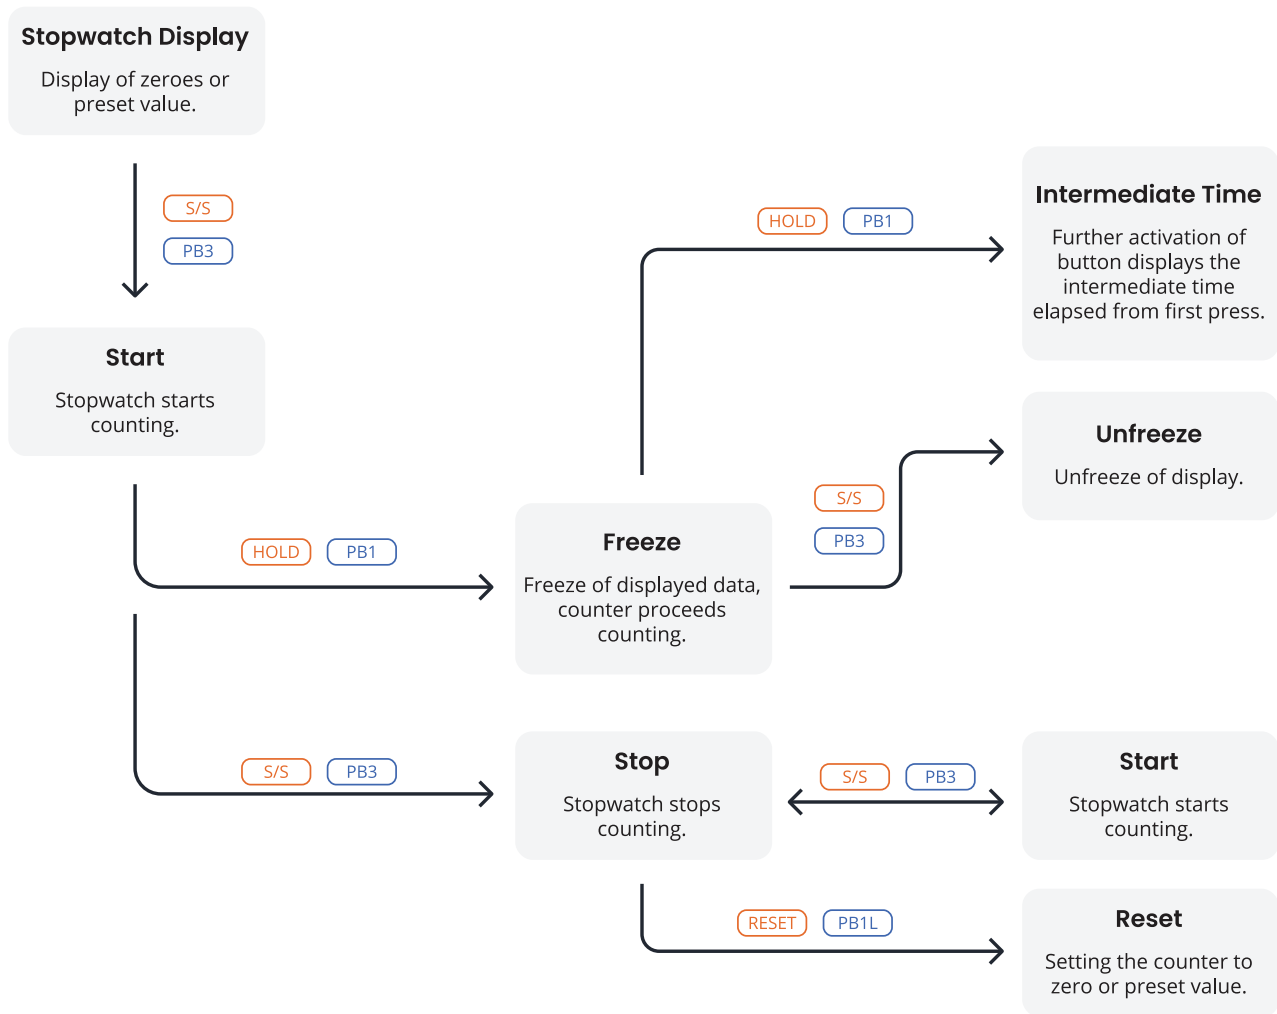 Stopwatch Display
Display of zeroes or
preset value.
S/S
PB3
Start
Stopwatch starts
counting.
HOLD PB1
Freeze
Freeze of displayed data,
counter proceeds
counting.
HOLD PB1
Intermediate Time
Further activation of
button displays the
intermediate time
elapsed from first press.
S/S
PB3
Unfreeze
Unfreeze of display.
S/S PB3
Stop
Stopwatch stops
counting.
S/S PB3
Start
Stopwatch starts
counting.
RESET PB1L
Reset
Setting the counter to
zero or preset value.